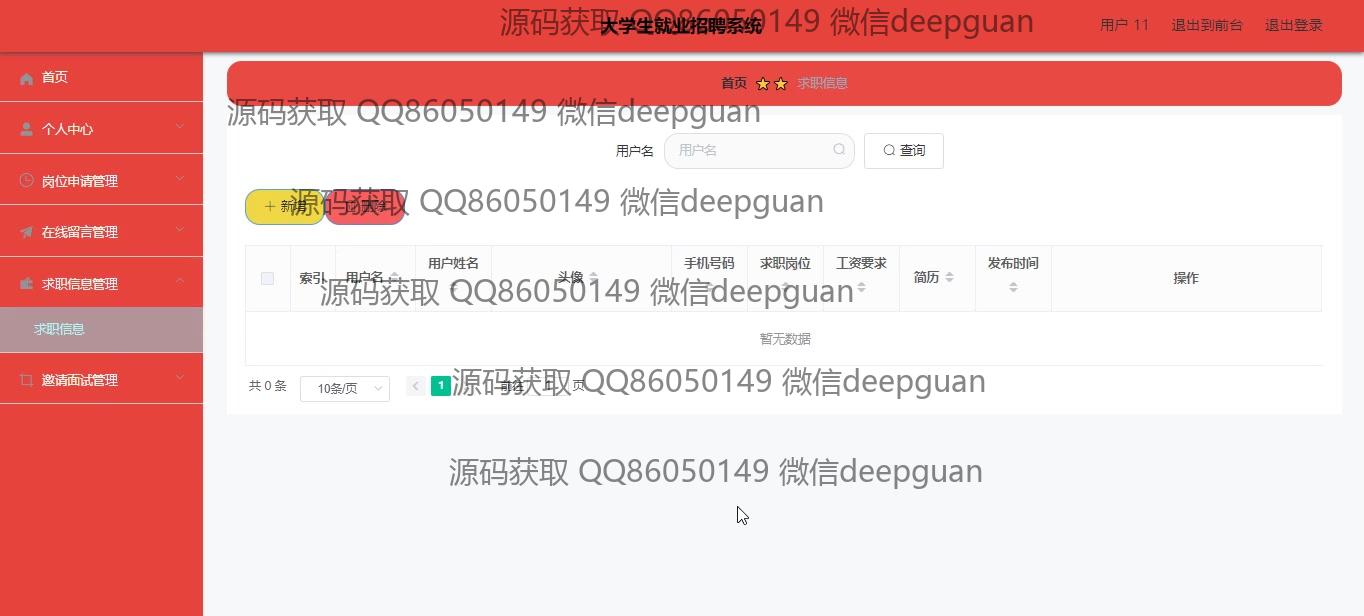 大学生就业招聘系统
源码获取 QQ86050149 微信deepguan
用户 11 退出到前台 退出登录
首页
个人中心
岗位申请管理
在线留言管理
求职信息管理
求职信息
邀请面试管理
首页 求职信息
源码获取 QQ86050149 微信deepguan
用户名 用户名 查询
新增 删除
源码获取 QQ86050149 微信deepguan
索引 用户名 用户姓名 头像 手机号码 求职岗位 工资要求 简历 发布时间 操作
源码获取 QQ86050149 微信deepguan
暂无数据
共 0 条 10条/页 1 前往 1 页
源码获取 QQ86050149 微信deepguan
源码获取 QQ86050149 微信deepguan